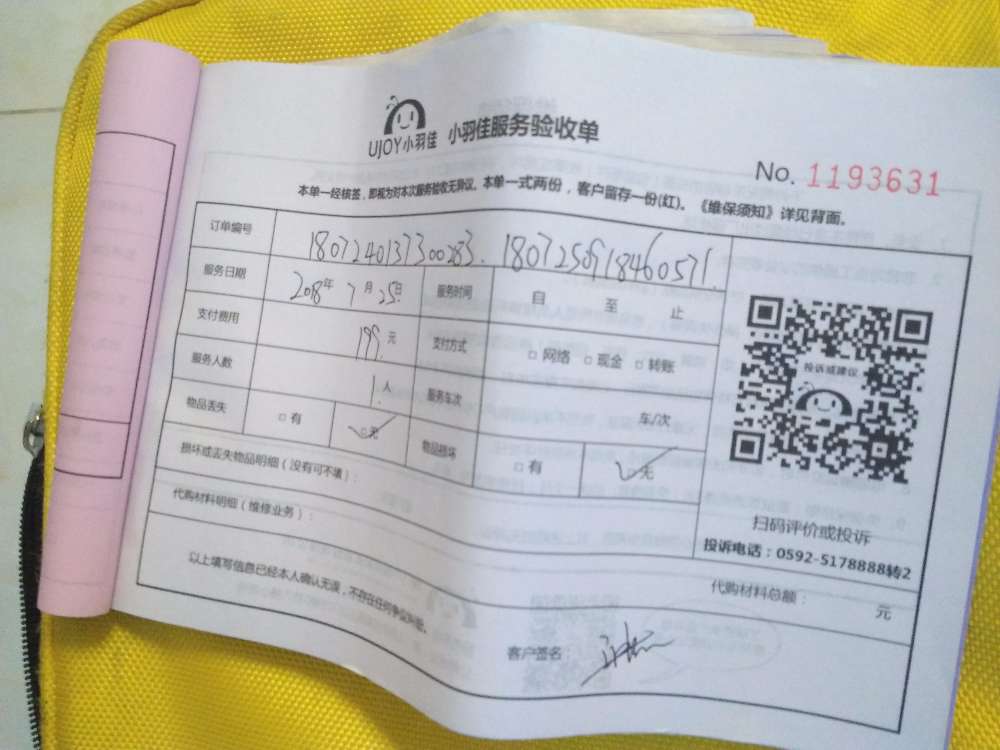 UJOY小羽佳 小羽佳服务验收单
No. 1193631
本单一经核签，即视为对本次服务验收无异议。本单一式两份，客户留存一份(红)。《维保须知》详见背面。
订单编号 1807240137300283. 1807250918460571.
服务日期 2018年 7月25日 服务时间 自 至 止
支付费用 199.元 支付方式 □网络 □现金 □转账
服务人数 1人 服务车次 车/次
物品丢失 □有 □无 物品损坏 □有 □无
损坏或丢失物品明细（没有可不填）：
代购材料明细（维修业务）：
投诉或建议
扫码评价或投诉
投诉电话：0592-5178888转2
代购材料总额： 元
以上填写信息已经本人确认无误，不存在任何争议纠纷。
客户签名：